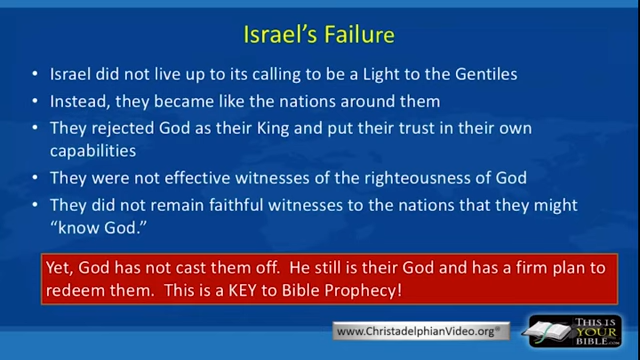 Israel's Failure
• Israel did not live up to its calling to be a Light to the Gentiles
• Instead, they became like the nations around them
• They rejected God as their King and put their trust in their own
capabilities
• They were not effective witnesses of the righteousness of God
• They did not remain faithful witnesses to the nations that they might
“know God.”
Yet, God has not cast them off.  He still is their God and has a firm plan to
redeem them.  This is a KEY to Bible Prophecy!
www.ChristadelphianVideo.org®
THIS IS
YOUR
BIBLE.COM